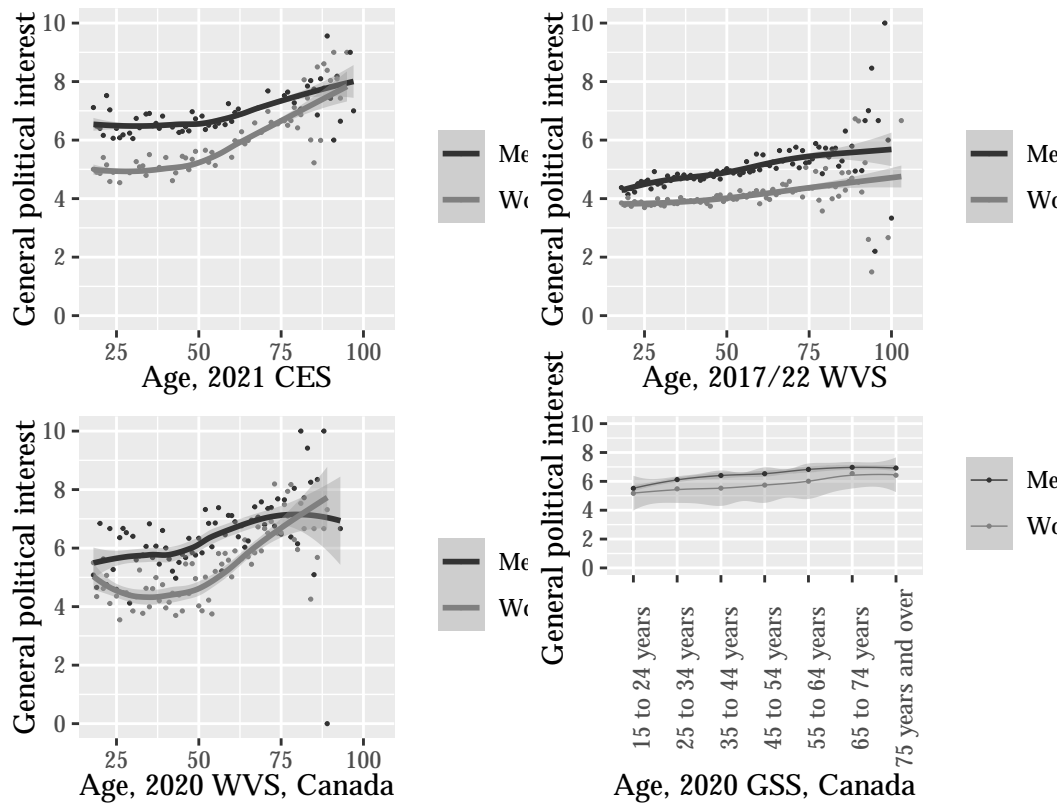 General political interest
10
8
6
4
2
0
25
50
75
100
Age, 2021 CES
Me
Wo
General political interest
10
8
6
4
2
0
25
50
75
100
Age, 2017/22 WVS
Me
Wo
General political interest
10
8
6
4
2
0
25
50
75
100
Age, 2020 WVS, Canada
Me
Wo
General political interest
10
8
6
4
2
0
15 to 24 years
25 to 34 years
35 to 44 years
45 to 54 years
55 to 64 years
65 to 74 years
75 years and over
Age, 2020 GSS, Canada
Me
Wo